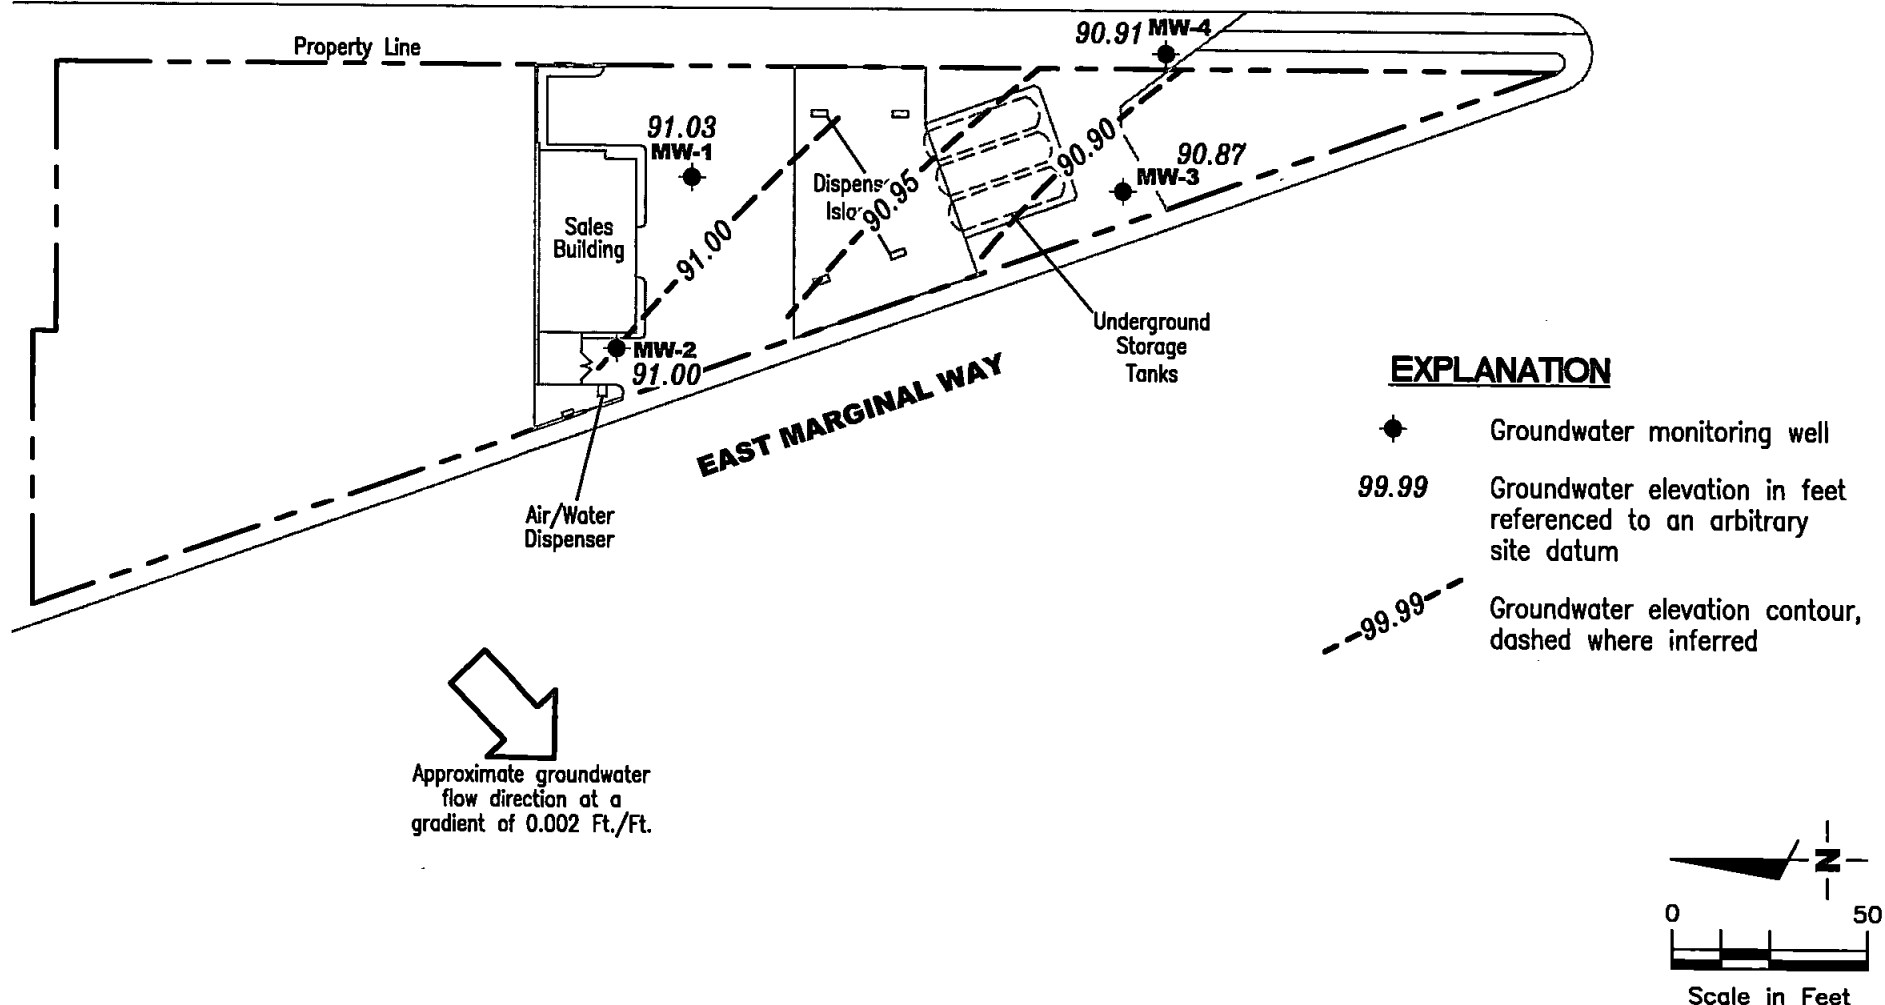 Property Line
90.91 MW-4
91.03
MW-1
90.87
MW-3
90.90
90.95
91.00
Sales
Building
MW-2
91.00
Underground
Storage
Tanks
EAST MARGINAL WAY
Air/Water
Dispenser
EXPLANATION
Groundwater monitoring well
99.99 Groundwater elevation in feet
referenced to an arbitrary
site datum
99.99 Groundwater elevation contour,
dashed where inferred
Approximate groundwater
flow direction at a
gradient of 0.002 Ft./Ft.
N
0 50
Scale in Feet